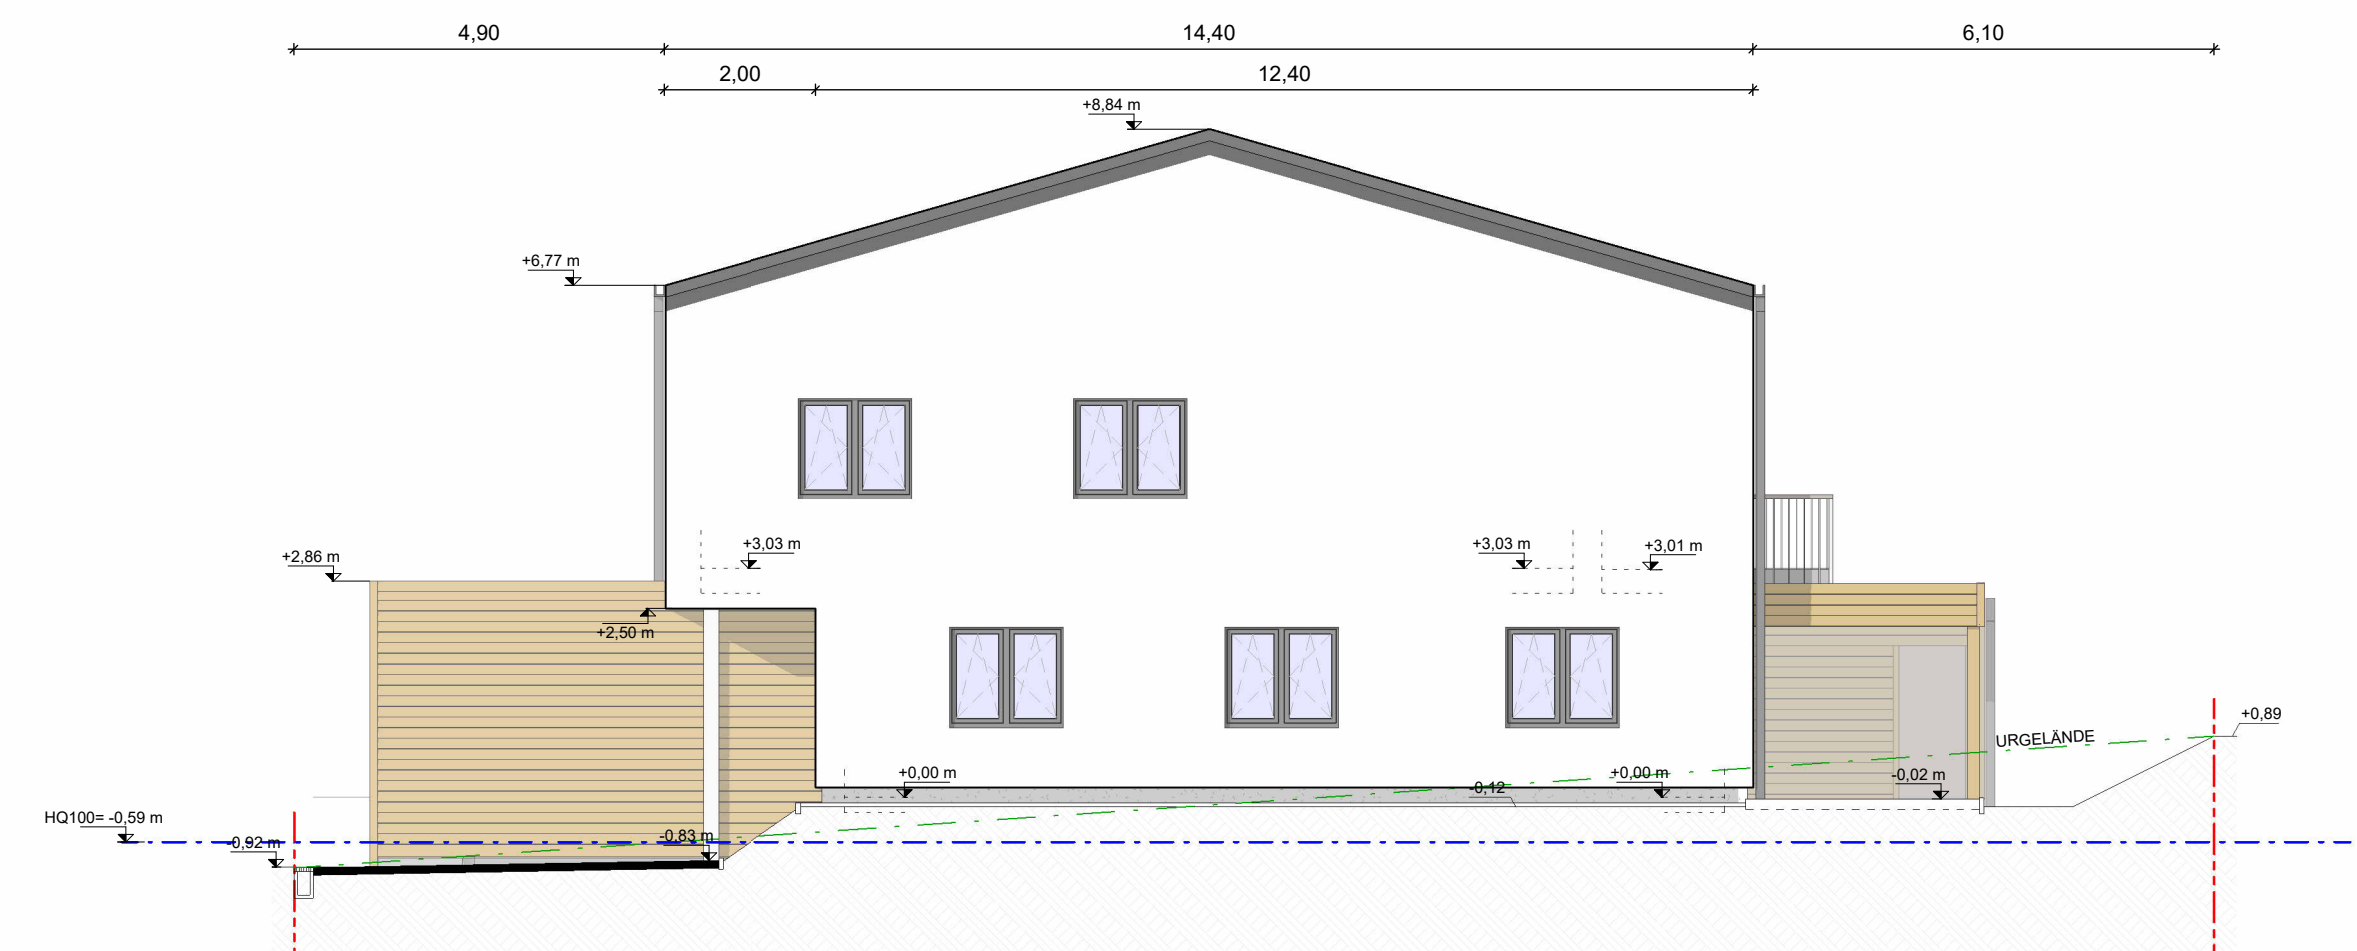 4,90
14,40
6,10
2,00
12,40
+8,84 m
+6,77 m
+3,03 m
+3,03 m
+3,01 m
+2,86 m
+2,50 m
+0,89
URGELÄNDE
+0,00 m
+0,00 m
-0,02 m
-0,12
HQ100= -0,59 m
-0,83 m
-0,92 m